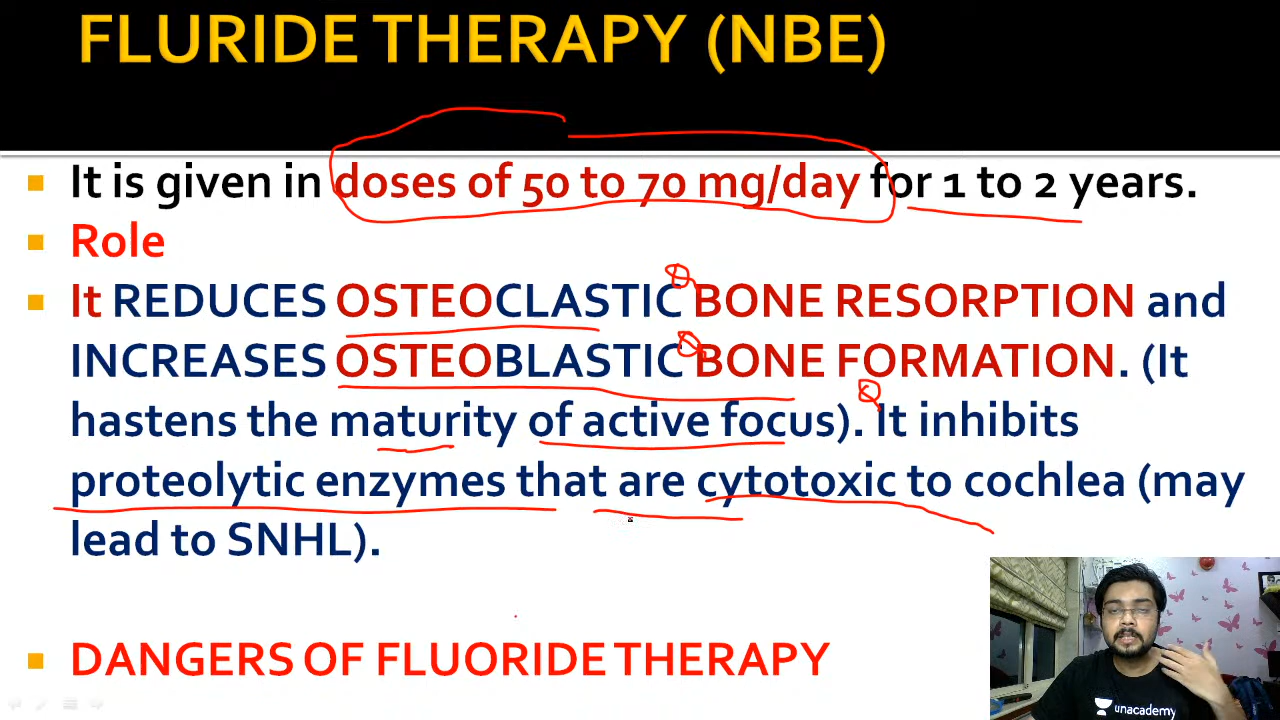 FLURIDE THERAPY (NBE)
It is given in doses of 50 to 70 mg/day for 1 to 2 years.
Role
It REDUCES OSTEOCLASTIC BONE RESORPTION and
INCREASES OSTEOBLASTIC BONE FORMATION. (It
hastens the maturity of active focus). It inhibits
proteolytic enzymes that are cytotoxic to cochlea (may
lead to SNHL).
DANGERS OF FLUORIDE THERAPY
unacademy